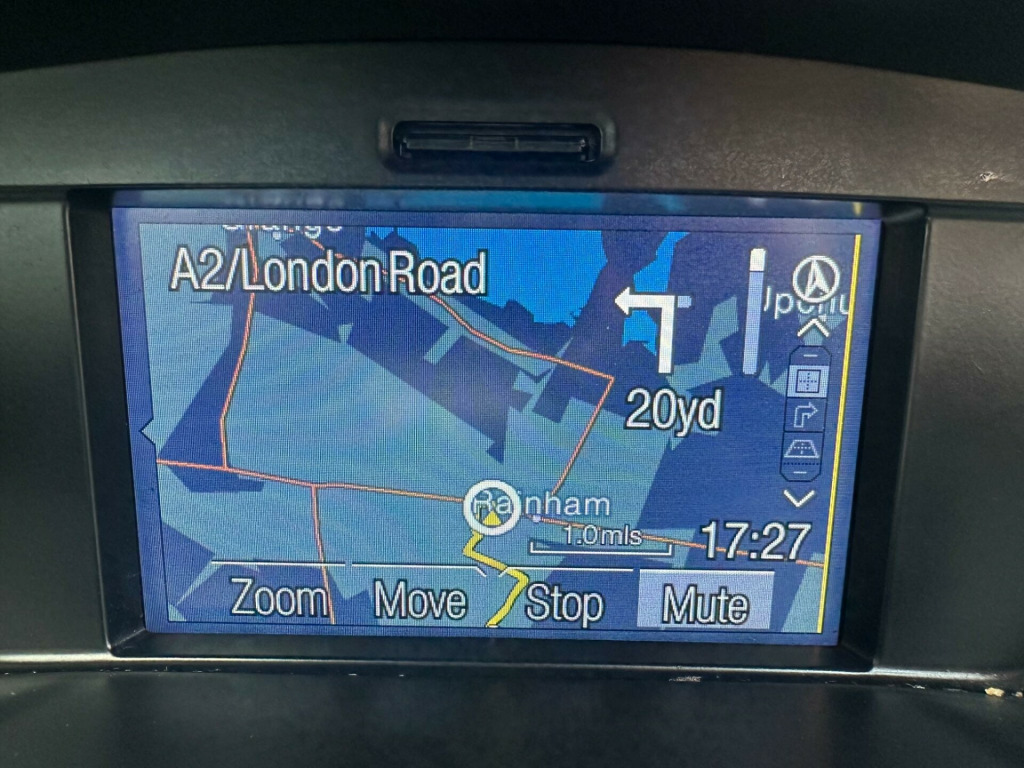 A2/London Road
20yd
Rainham
1.0mls
17:27
Zoom Move Stop Mute